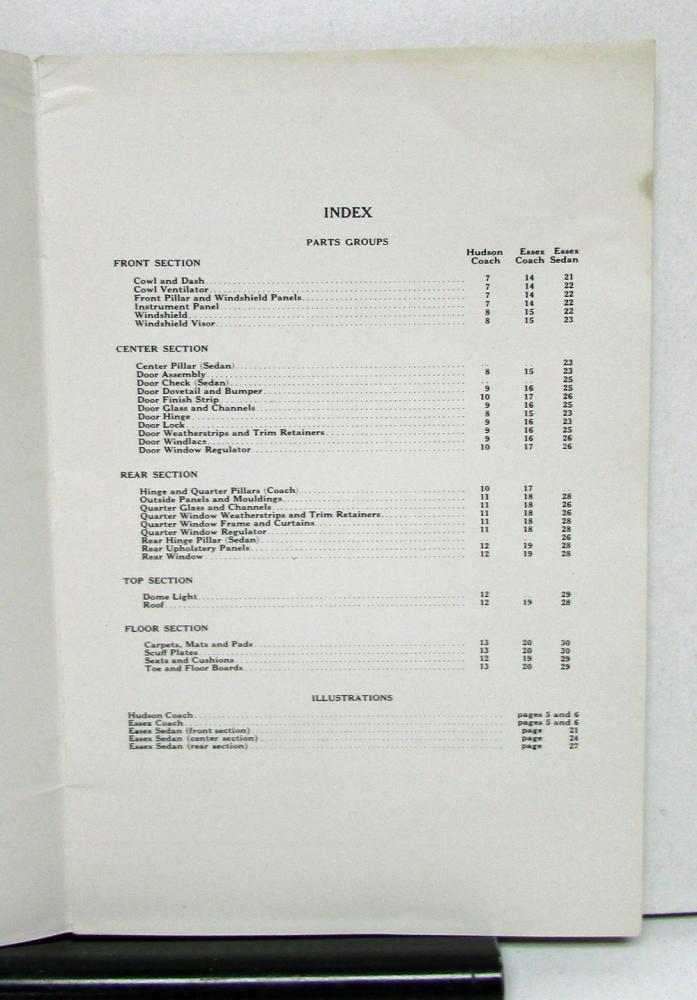 INDEX
PARTS GROUPS
Hudson Essex Essex
FRONT SECTION Coach Coach Sedan
Cowl and Dash 7 14 21
Cowl Ventilator 7 14 22
Front Pillar and Windshield Panels 7 14 22
Instrument Panel 7 14 22
Windshield 8 15 22
Windshield Visor 8 15 23
CENTER SECTION
Center Pillar (Sedan) 23
Door Assembly 8 15 23
Door Check (Sedan) 25
Door Dovetail and Bumper 9 16 25
Door Finish Strip 10 17 26
Door Glass and Channels 9 16 25
Door Hinge 8 15 23
Door Lock 9 16 23
Door Weatherstrips and Trim Retainers 9 16 25
Door Windlace 9 16 26
Door Window Regulator 10 17 26
REAR SECTION
Hinge and Quarter Pillars (Coach) 10 17
Outside Panels and Mouldings 11 18 28
Quarter Glass and Channels 11 18 26
Quarter Window Weatherstrips and Trim Retainers 11 18 26
Quarter Window Frame and Curtains 11 18 28
Quarter Window Regulator 11 18 28
Rear Hinge Pillar (Sedan) 26
Rear Upholstery Panels 12 19 28
Rear Window 12 19 28
TOP SECTION
Dome Light 12 29
Roof 12 19 28
FLOOR SECTION
Carpets, Mats and Pads 13 20 30
Scuff Plates 13 20 30
Seats and Cushions 12 19 29
Toe and Floor Boards 13 20 29
ILLUSTRATIONS
Hudson Coach pages 5 and 6
Essex Coach pages 5 and 6
Essex Sedan (front section) page 21
Essex Sedan (center section) page 24
Essex Sedan (rear section) page 27